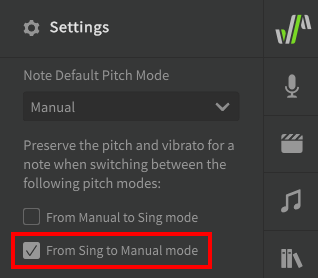 Settings
Note Default Pitch Mode
Manual
Preserve the pitch and vibrato for a
note when switching between the
following pitch modes:
From Manual to Sing mode
From Sing to Manual mode